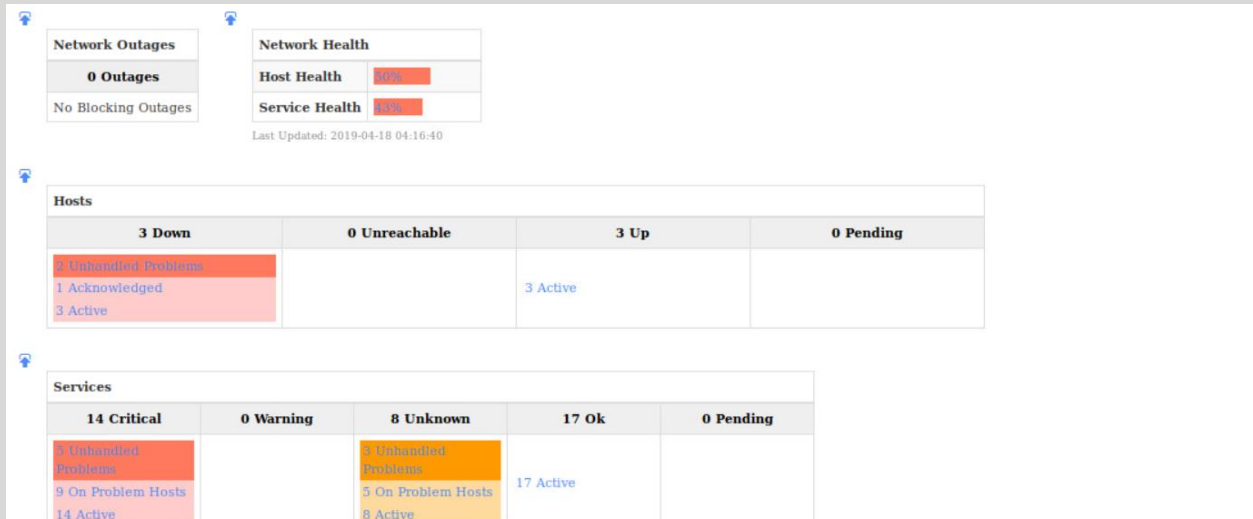 Network Outages
0 Outages
No Blocking Outages
Network Health
Host Health 50%
Service Health 43%
Last Updated: 2019-04-18 04:16:40
Hosts
3 Down 0 Unreachable 3 Up 0 Pending
2 Unhandled Problems
1 Acknowledged
3 Active
3 Active
Services
14 Critical 0 Warning 8 Unknown 17 Ok 0 Pending
5 Unhandled
Problems
9 On Problem Hosts
14 Active
3 Unhandled
Problems
5 On Problem Hosts
8 Active
17 Active